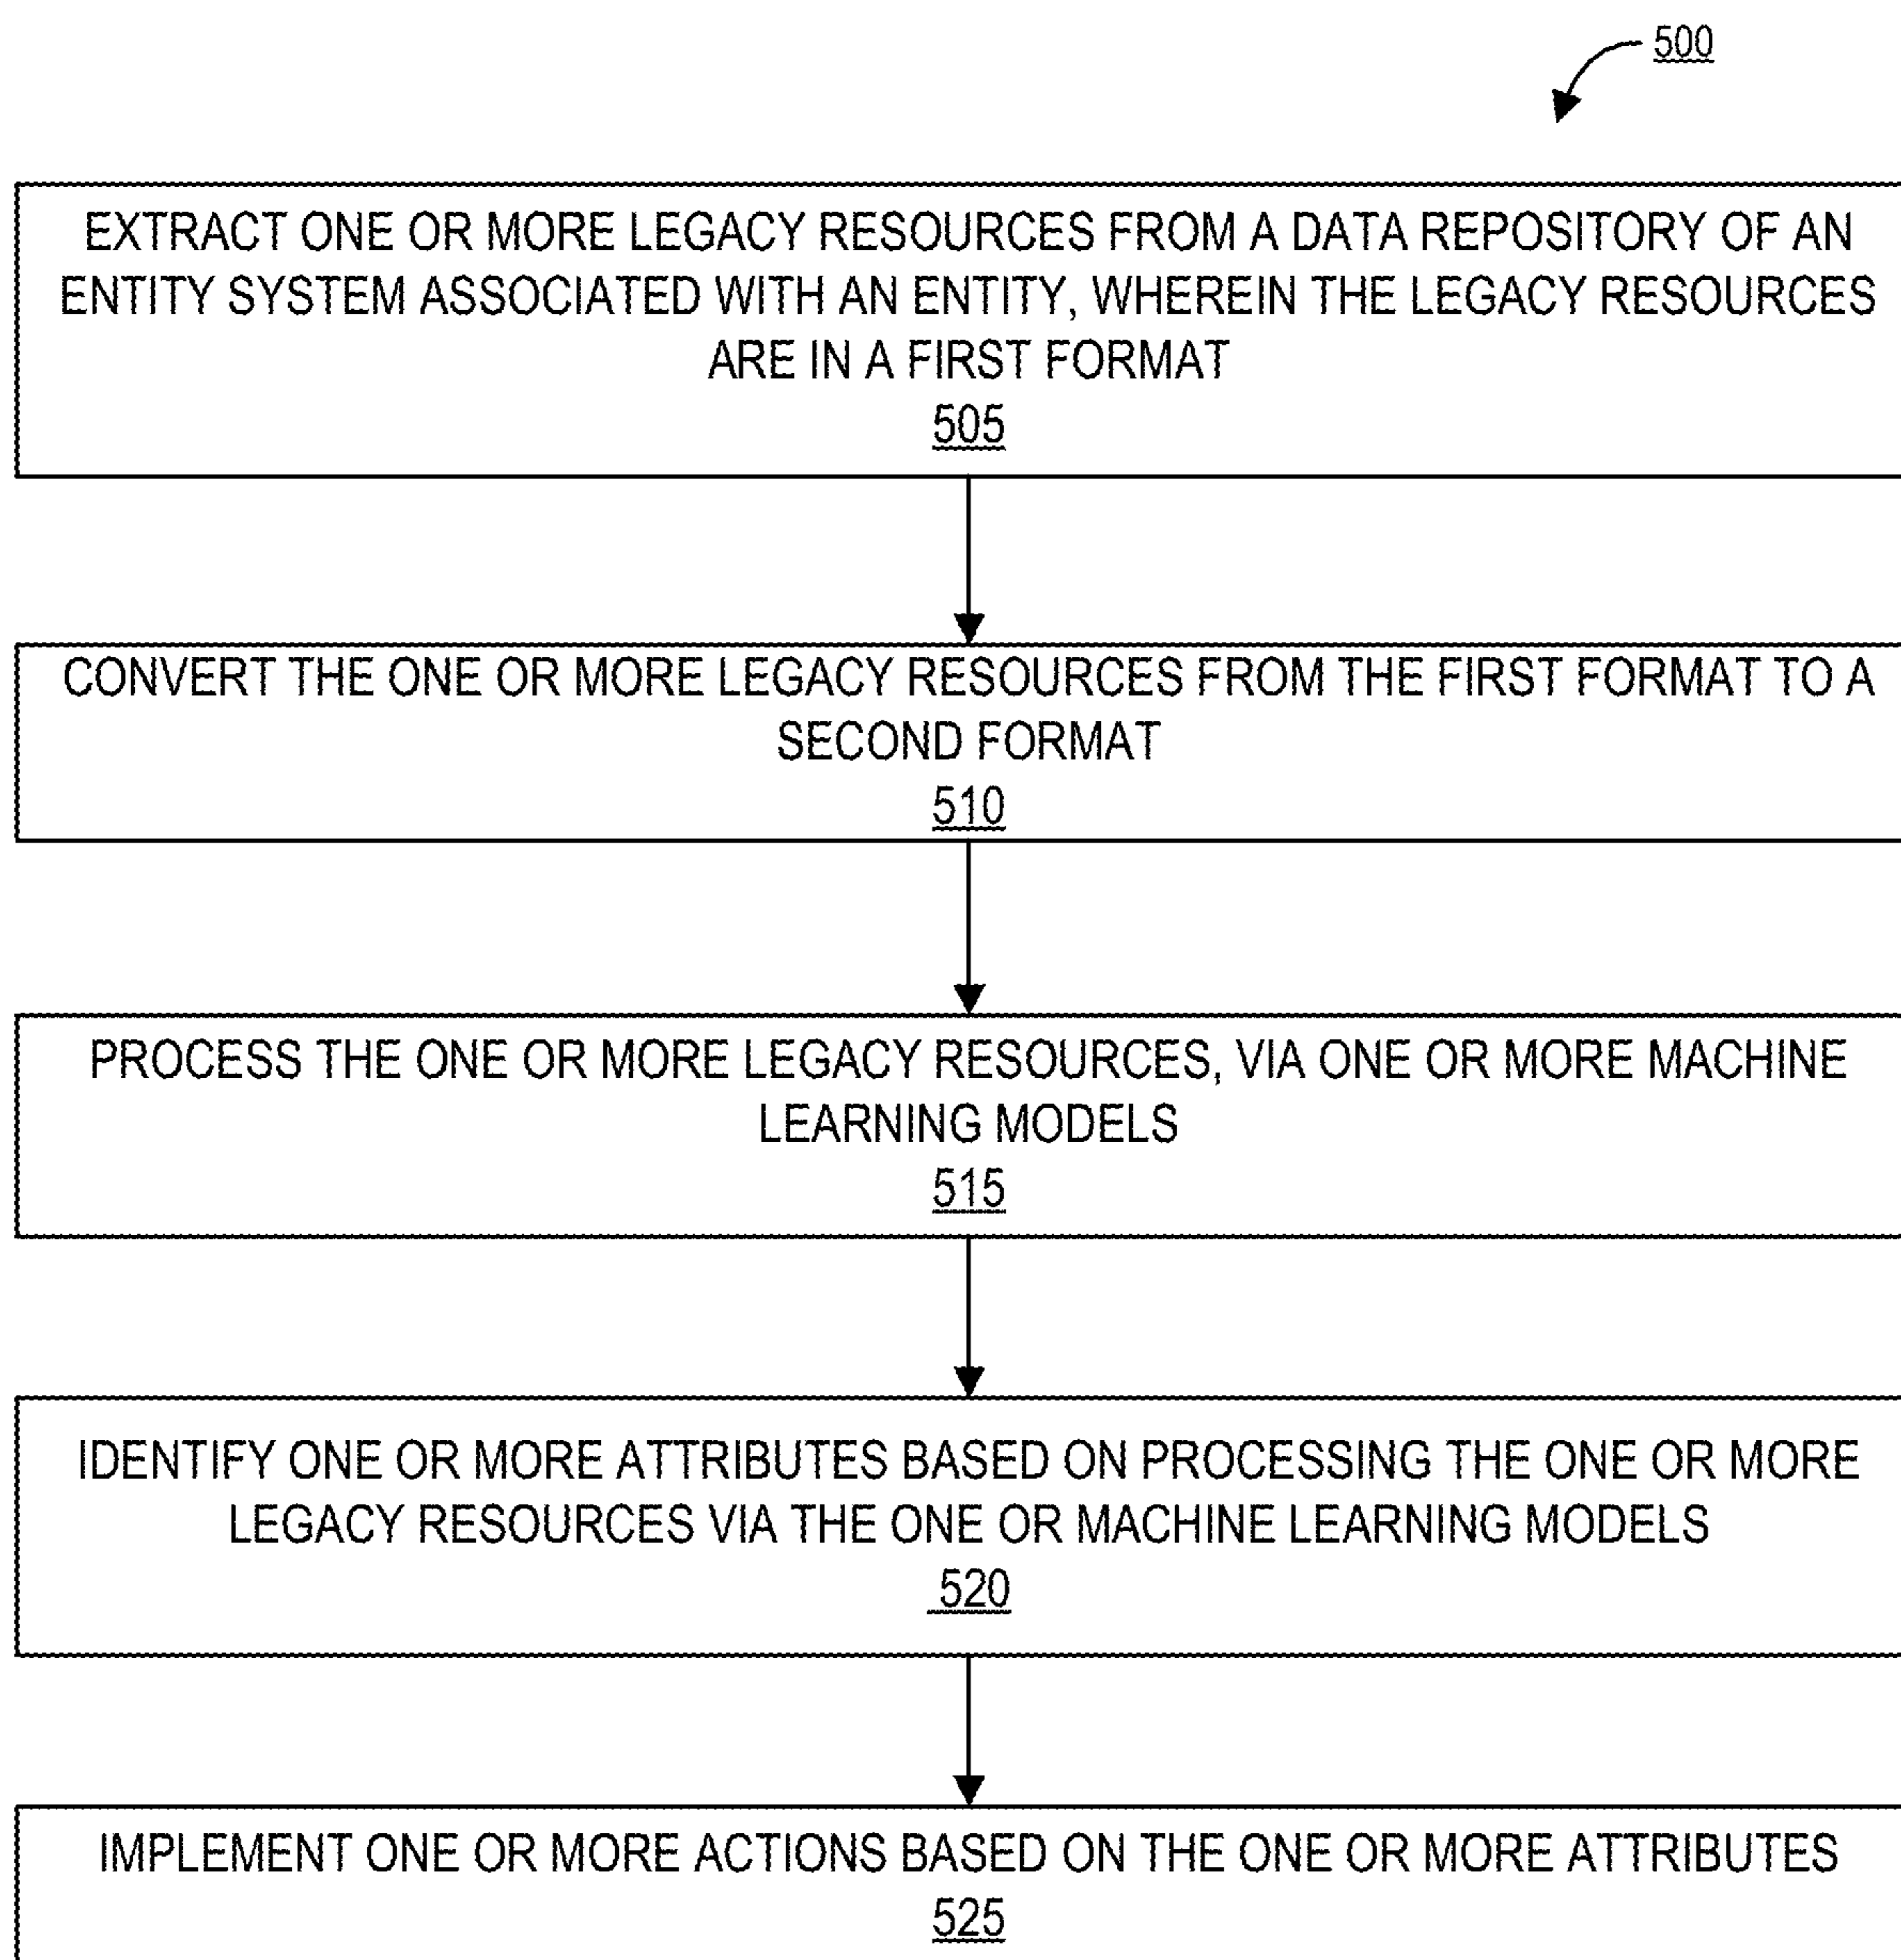 500
EXTRACT ONE OR MORE LEGACY RESOURCES FROM A DATA REPOSITORY OF AN
ENTITY SYSTEM ASSOCIATED WITH AN ENTITY, WHEREIN THE LEGACY RESOURCES
ARE IN A FIRST FORMAT
505
CONVERT THE ONE OR MORE LEGACY RESOURCES FROM THE FIRST FORMAT TO A
SECOND FORMAT
510
PROCESS THE ONE OR MORE LEGACY RESOURCES, VIA ONE OR MORE MACHINE
LEARNING MODELS
515
IDENTIFY ONE OR MORE ATTRIBUTES BASED ON PROCESSING THE ONE OR MORE
LEGACY RESOURCES VIA THE ONE OR MACHINE LEARNING MODELS
520
IMPLEMENT ONE OR MORE ACTIONS BASED ON THE ONE OR MORE ATTRIBUTES
525